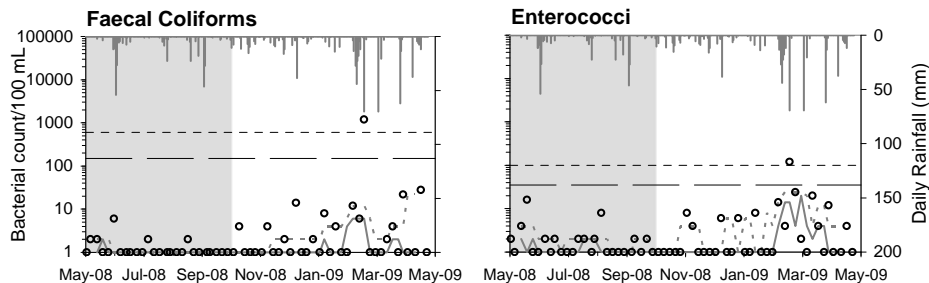 Faecal Coliforms
Enterococci
Bacterial count/100 mL
100000
10000
1000
100
10
1
May-08 Jul-08 Sep-08 Nov-08 Jan-09 Mar-09 May-09
May-08 Jul-08 Sep-08 Nov-08 Jan-09 Mar-09 May-09
0
50
100
150
200
Daily Rainfall (mm)